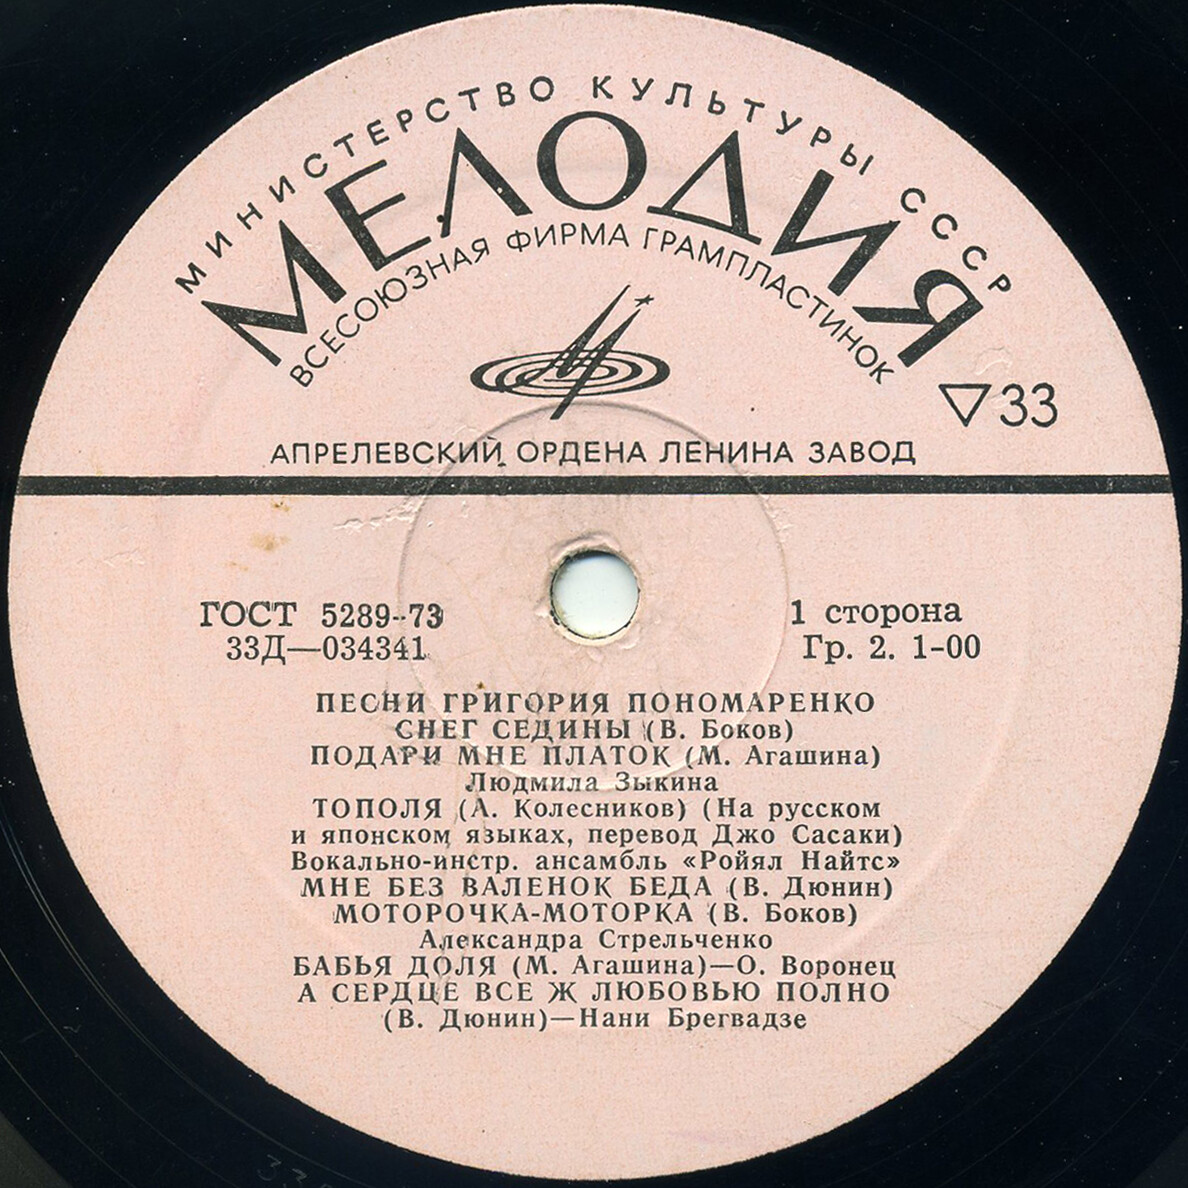 МИНИСТЕРСТВО КУЛЬТУРЫ СССР
МЕЛОДИЯ
ВСЕСОЮЗНАЯ ФИРМА ГРАМПЛАСТИНОК
▽33
АПРЕЛЕВСКИЙ ОРДЕНА ЛЕНИНА ЗАВОД
ГОСТ 5289-73
33Д—034341
1 сторона
Гр. 2. 1-00
ПЕСНИ ГРИГОРИЯ ПОНОМАРЕНКО
СНЕГ СЕДИНЫ (В. Боков)
ПОДАРИ МНЕ ПЛАТОК (М. Агашина)
Людмила Зыкина
ТОПОЛЯ (А. Колесников) (На русском
и японском языках, перевод Джо Сасаки)
Вокально-инстр. ансамбль «Ройял Найтс»
МНЕ БЕЗ ВАЛЕНОК БЕДА (В. Дюнин)
МОТОРОЧКА-МОТОРКА (В. Боков)
Александра Стрельченко
БАБЬЯ ДОЛЯ (М. Агашина)—О. Воронец
А СЕРДЦЕ ВСЕ Ж ЛЮБОВЬЮ ПОЛНО
(В. Дюнин)—Нани Брегвадзе